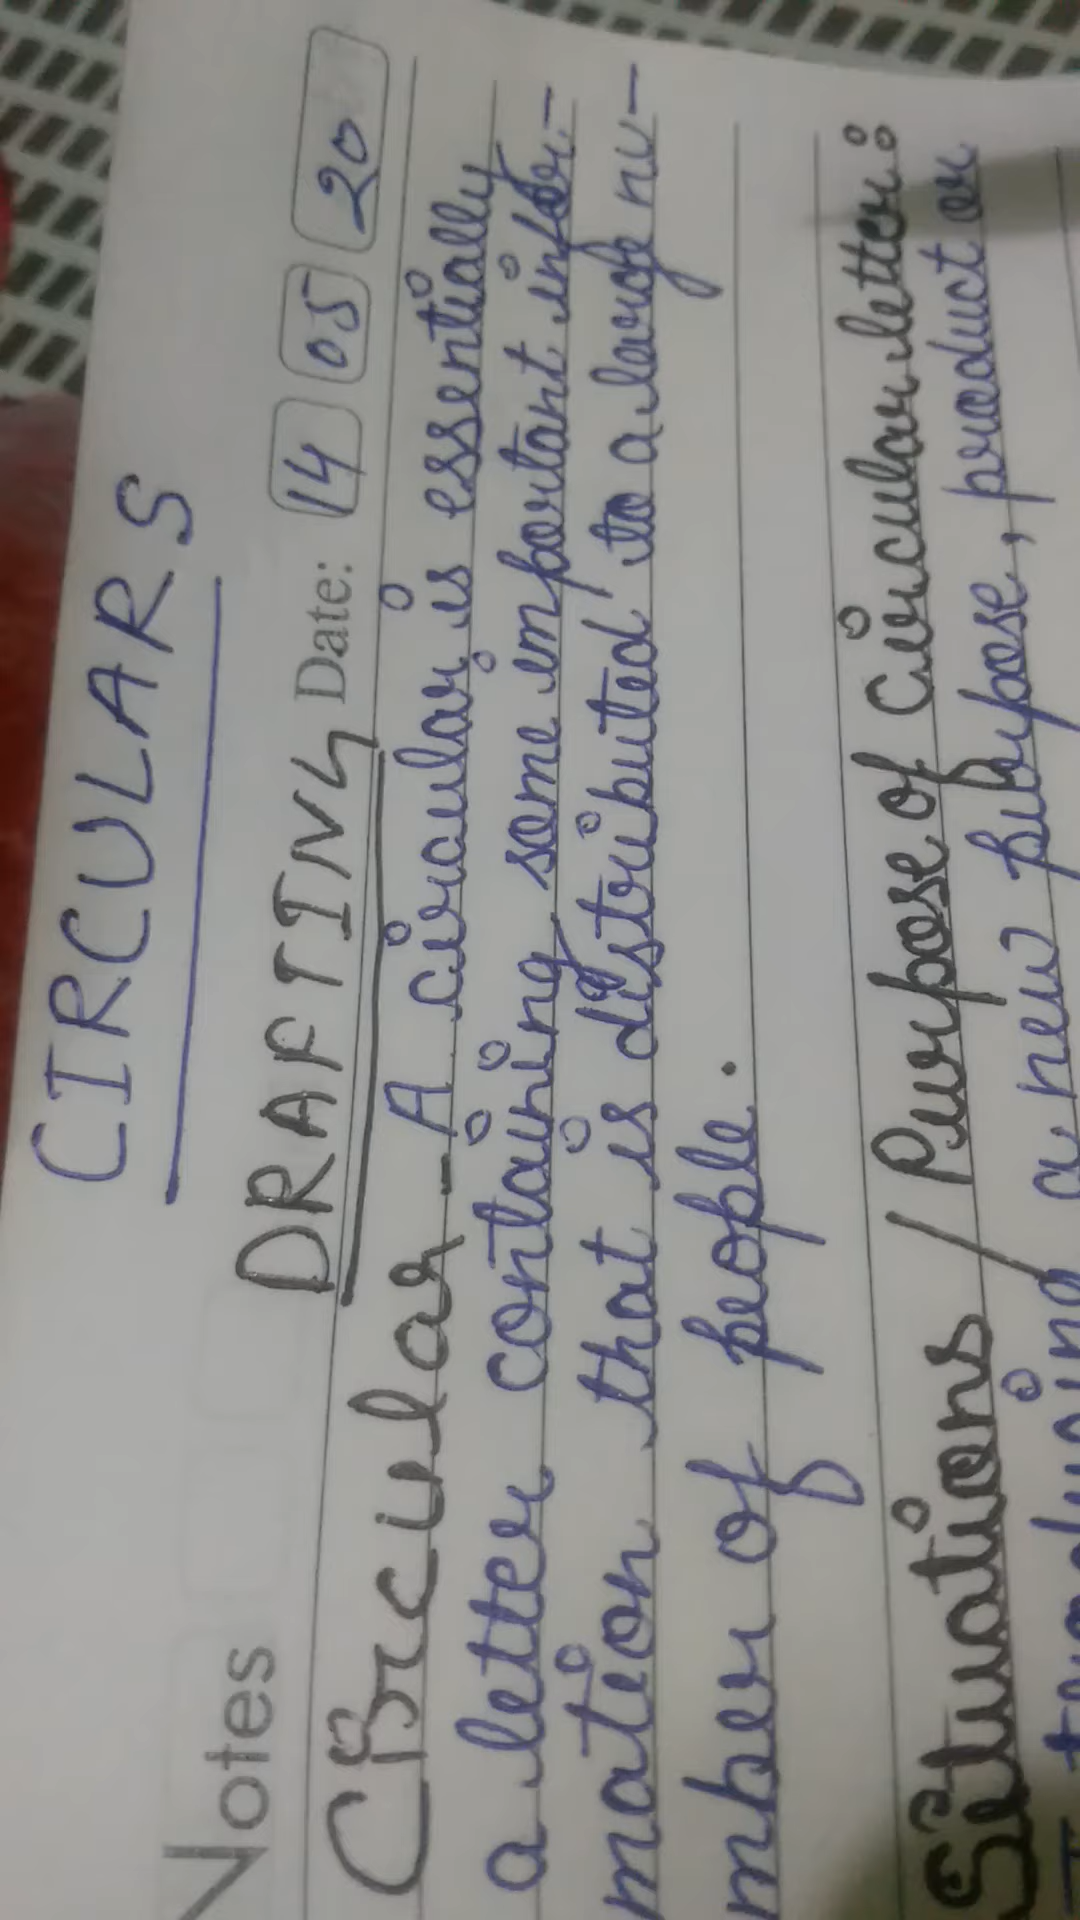 CIRCULARS
Notes
DRAFTING Date: 14 05 20
Circular - A circular is essentially
a letter containing some important infor-
mation that is distributed to a large nu-
mber of people.
Situations / Purpose of Circular letter:
Introducing a new purpose, product or